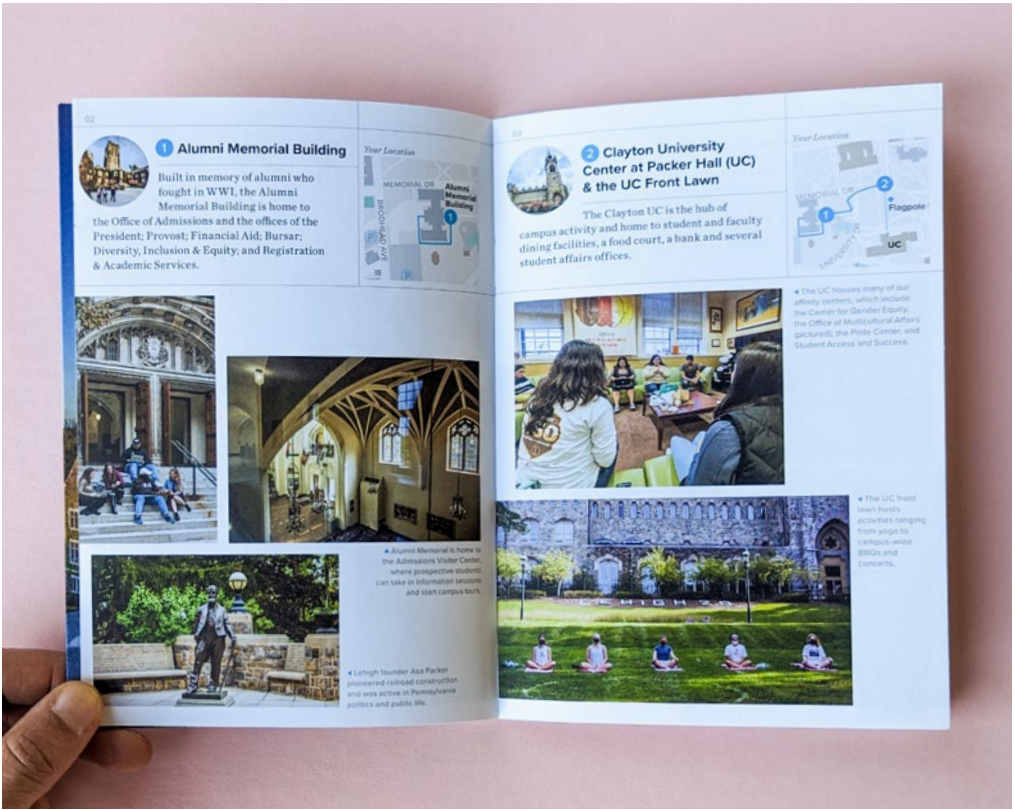 02
1 Alumni Memorial Building
Built in memory of alumni who
fought in WWI, the Alumni
Memorial Building is home to
the Office of Admissions and the offices of the
President; Provost; Financial Aid; Bursar;
Diversity, Inclusion & Equity; and Registration
& Academic Services.
Your Location
MEMORIAL DR
Alumni
Memorial
Building
1
BRODHEAD AVE
P
P
◂ Alumni Memorial is home to
the Admissions Visitor Center,
where prospective students
can take in information sessions
and start campus tours.
◂ Lehigh founder Asa Packer
pioneered railroad construction
and was active in Pennsylvania
politics and public life.
03
2 Clayton University
Center at Packer Hall (UC)
& the UC Front Lawn
The Clayton UC is the hub of
campus activity and home to student and faculty
dining facilities, a food court, a bank and several
student affairs offices.
Your Location
MEMORIAL DR
2
1
Flagpole
UC
UNIVERSITY DR
◂ The UC houses many of our
affinity centers, which include
the Center for Gender Equity,
the Office of Multicultural Affairs
(pictured), the Pride Center, and
Student Access and Success.
◂ The UC front
lawn hosts
activities ranging
from yoga to
campus-wide
BBQs and
concerts.
LEHIGH